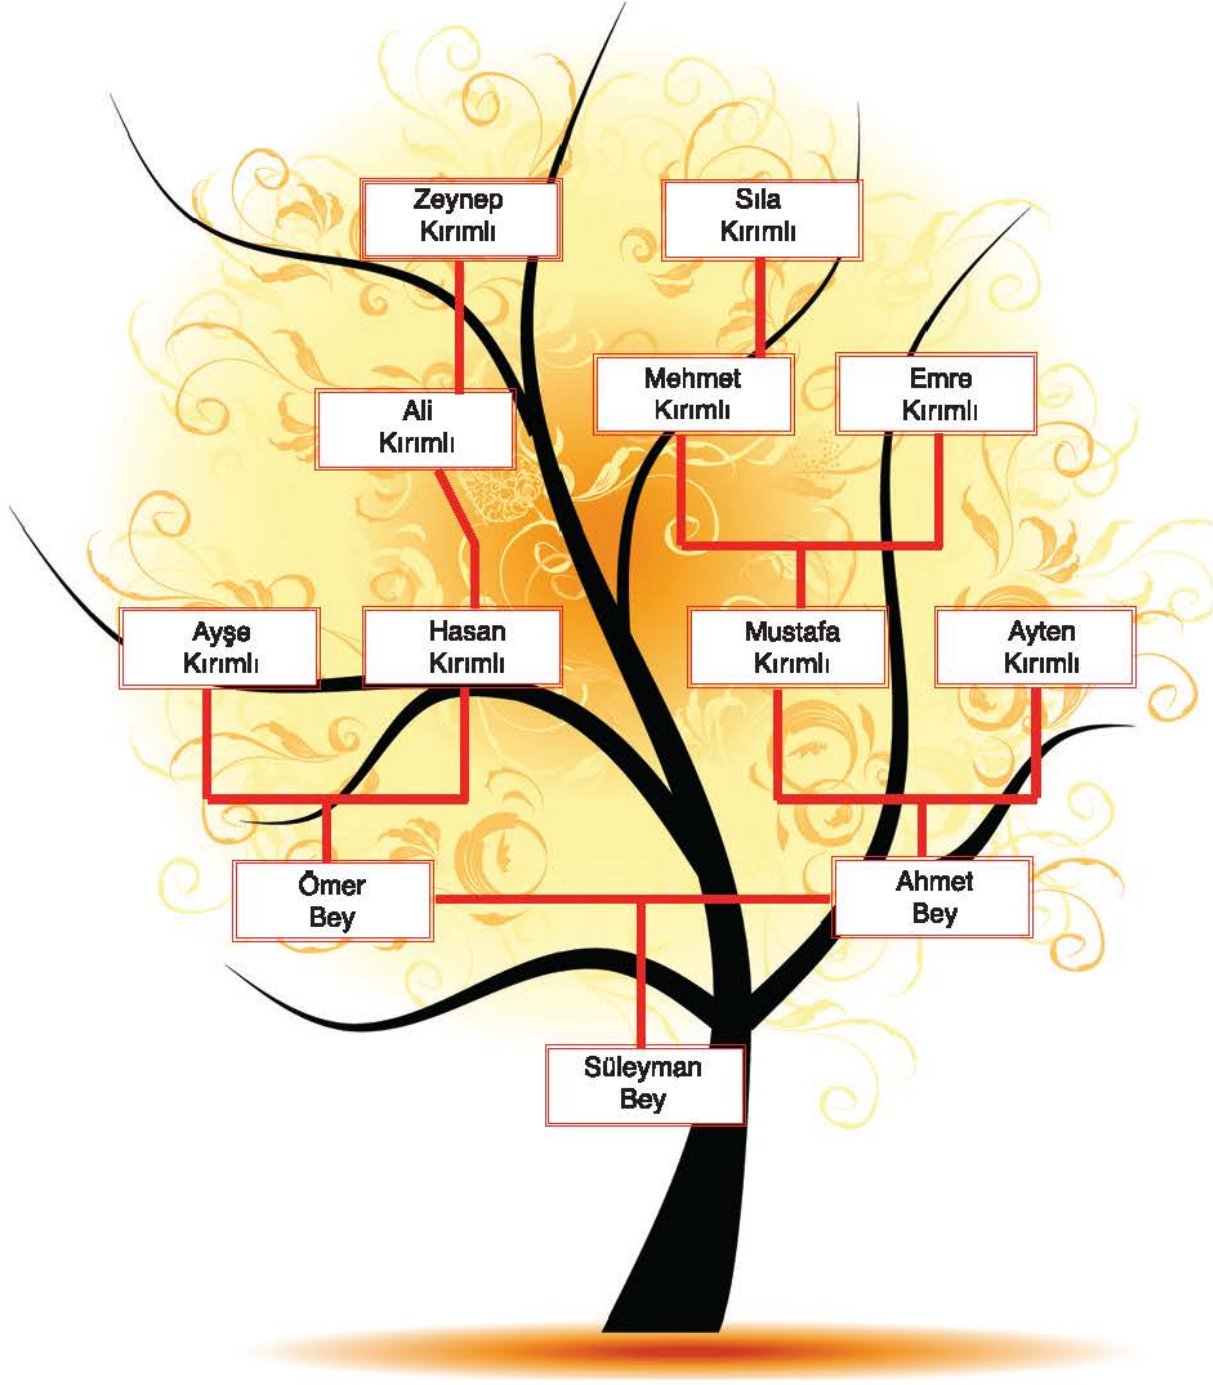 Zeynep
Kırımlı
Sıla
Kırımlı
Mehmet
Kırımlı
Emre
Kırımlı
Ali
Kırımlı
Ayşe
Kırımlı
Hasan
Kırımlı
Mustafa
Kırımlı
Ayten
Kırımlı
Ömer
Bey
Ahmet
Bey
Süleyman
Bey